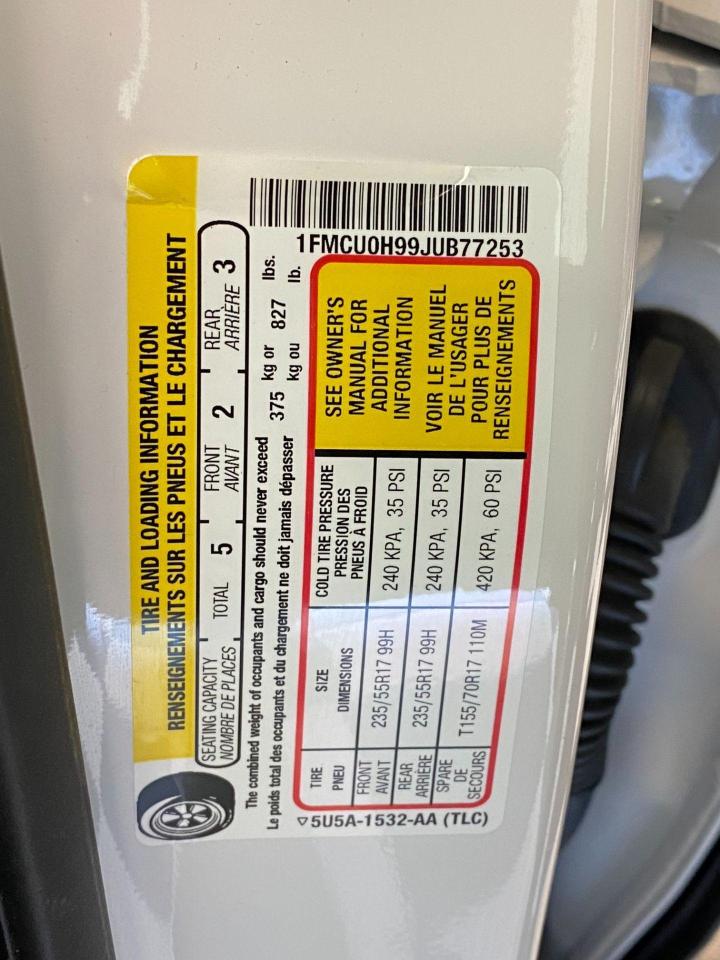 TIRE AND LOADING INFORMATION
RENSEIGNEMENTS SUR LES PNEUS ET LE CHARGEMENT
SEATING CAPACITY TOTAL 5 FRONT 2 REAR 3
NOMBRE DE PLACES AVANT ARRIÈRE
The combined weight of occupants and cargo should never exceed 375 kg or 827 lbs.
Le poids total des occupants et du chargement ne doit jamais dépasser kg ou lb.
1FMCU0H99JUB77253
TIRE SIZE COLD TIRE PRESSURE
PNEU DIMENSIONS PRESSION DES
PNEUS À FROID
FRONT 235/55R17 99H 240 KPA, 35 PSI
AVANT
REAR 235/55R17 99H 240 KPA, 35 PSI
ARRIÈRE
SPARE T155/70R17 110M 420 KPA, 60 PSI
DE
SECOURS
SEE OWNER'S
MANUAL FOR
ADDITIONAL
INFORMATION
VOIR LE MANUEL
DE L'USAGER
POUR PLUS DE
RENSEIGNEMENTS
5U5A-1532-AA (TLC)